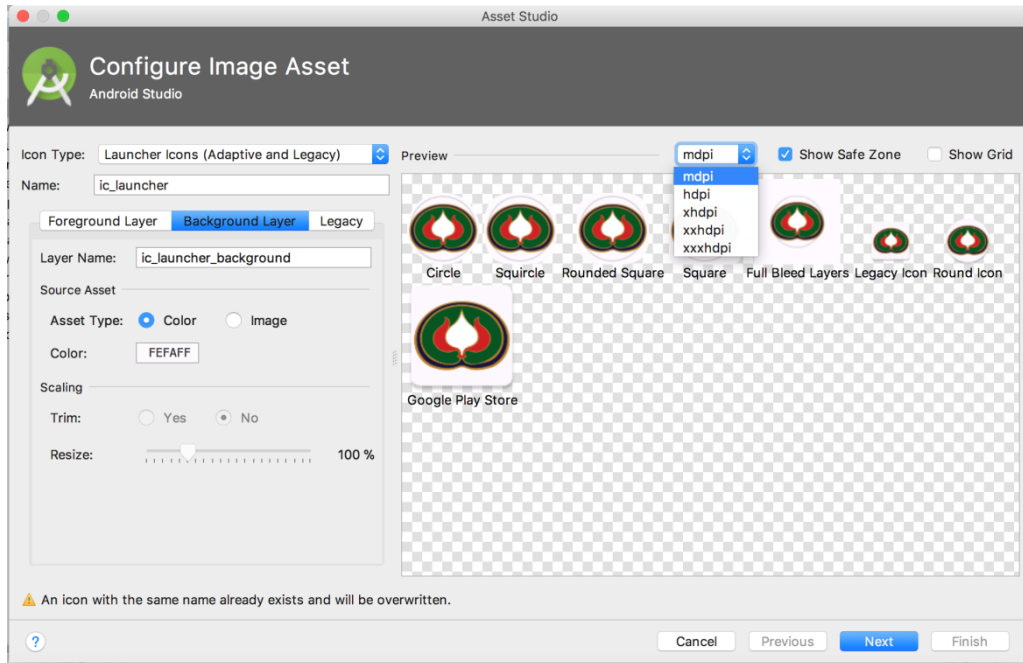 Asset Studio
Configure Image Asset
Android Studio
Icon Type: Launcher Icons (Adaptive and Legacy)
Name: ic_launcher
Foreground Layer Background Layer Legacy
Layer Name: ic_launcher_background
Source Asset
Asset Type: Color Image
Color: FEFAFF
Scaling
Trim: Yes No
Resize: 100 %
Preview mdpi Show Safe Zone Show Grid
mdpi
hdpi
xhdpi
xxhdpi
xxxhdpi
Circle Squircle Rounded Square Square Full Bleed Layers Legacy Icon Round Icon
Google Play Store
An icon with the same name already exists and will be overwritten.
? Cancel Previous Next Finish